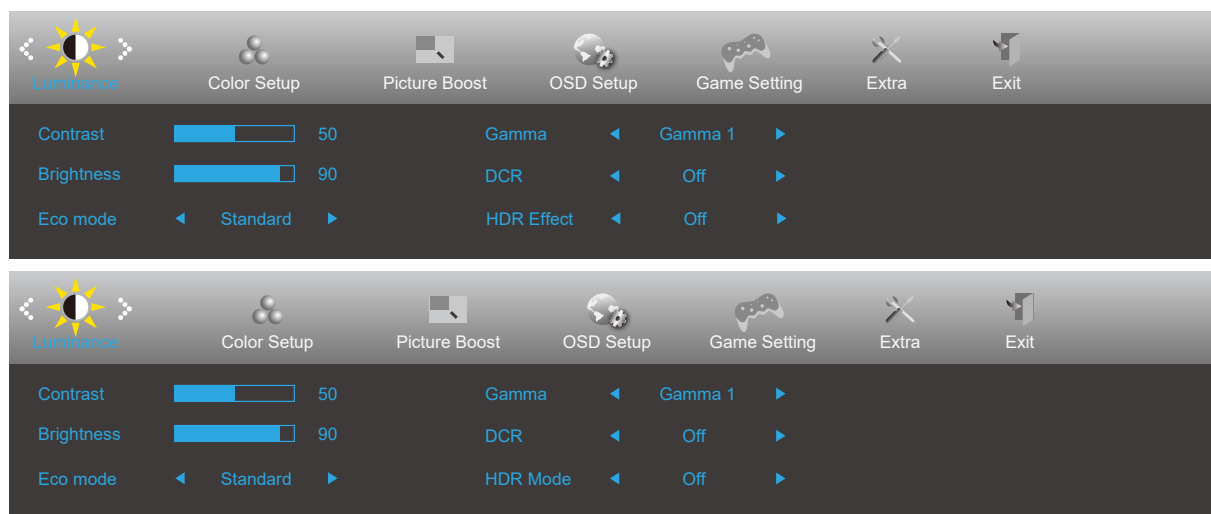 Luminance Color Setup Picture Boost OSD Setup Game Setting Extra Exit
Contrast 50 Gamma Gamma 1
Brightness 90 DCR Off
Eco mode Standard HDR Effect Off
Luminance Color Setup Picture Boost OSD Setup Game Setting Extra Exit
Contrast 50 Gamma Gamma 1
Brightness 90 DCR Off
Eco mode Standard HDR Mode Off